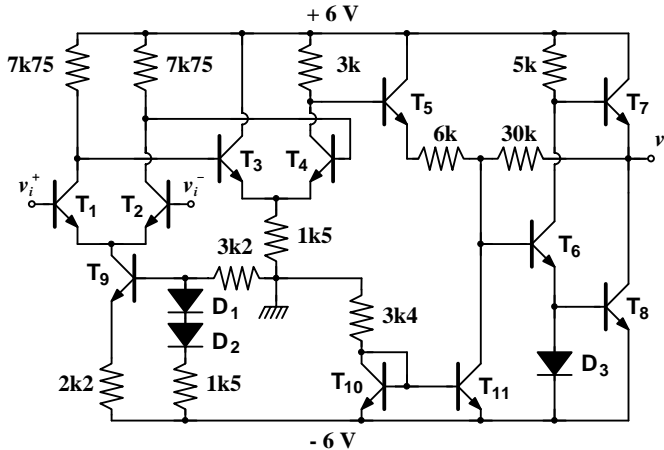 + 6 V
7k75
7k75
3k
5k
T5
T7
6k
30k
v
T3
T4
vi+
T1
T2
vi−
1k5
3k2
T6
T9
D1
D2
3k4
T8
2k2
1k5
T10
T11
D3
- 6 V